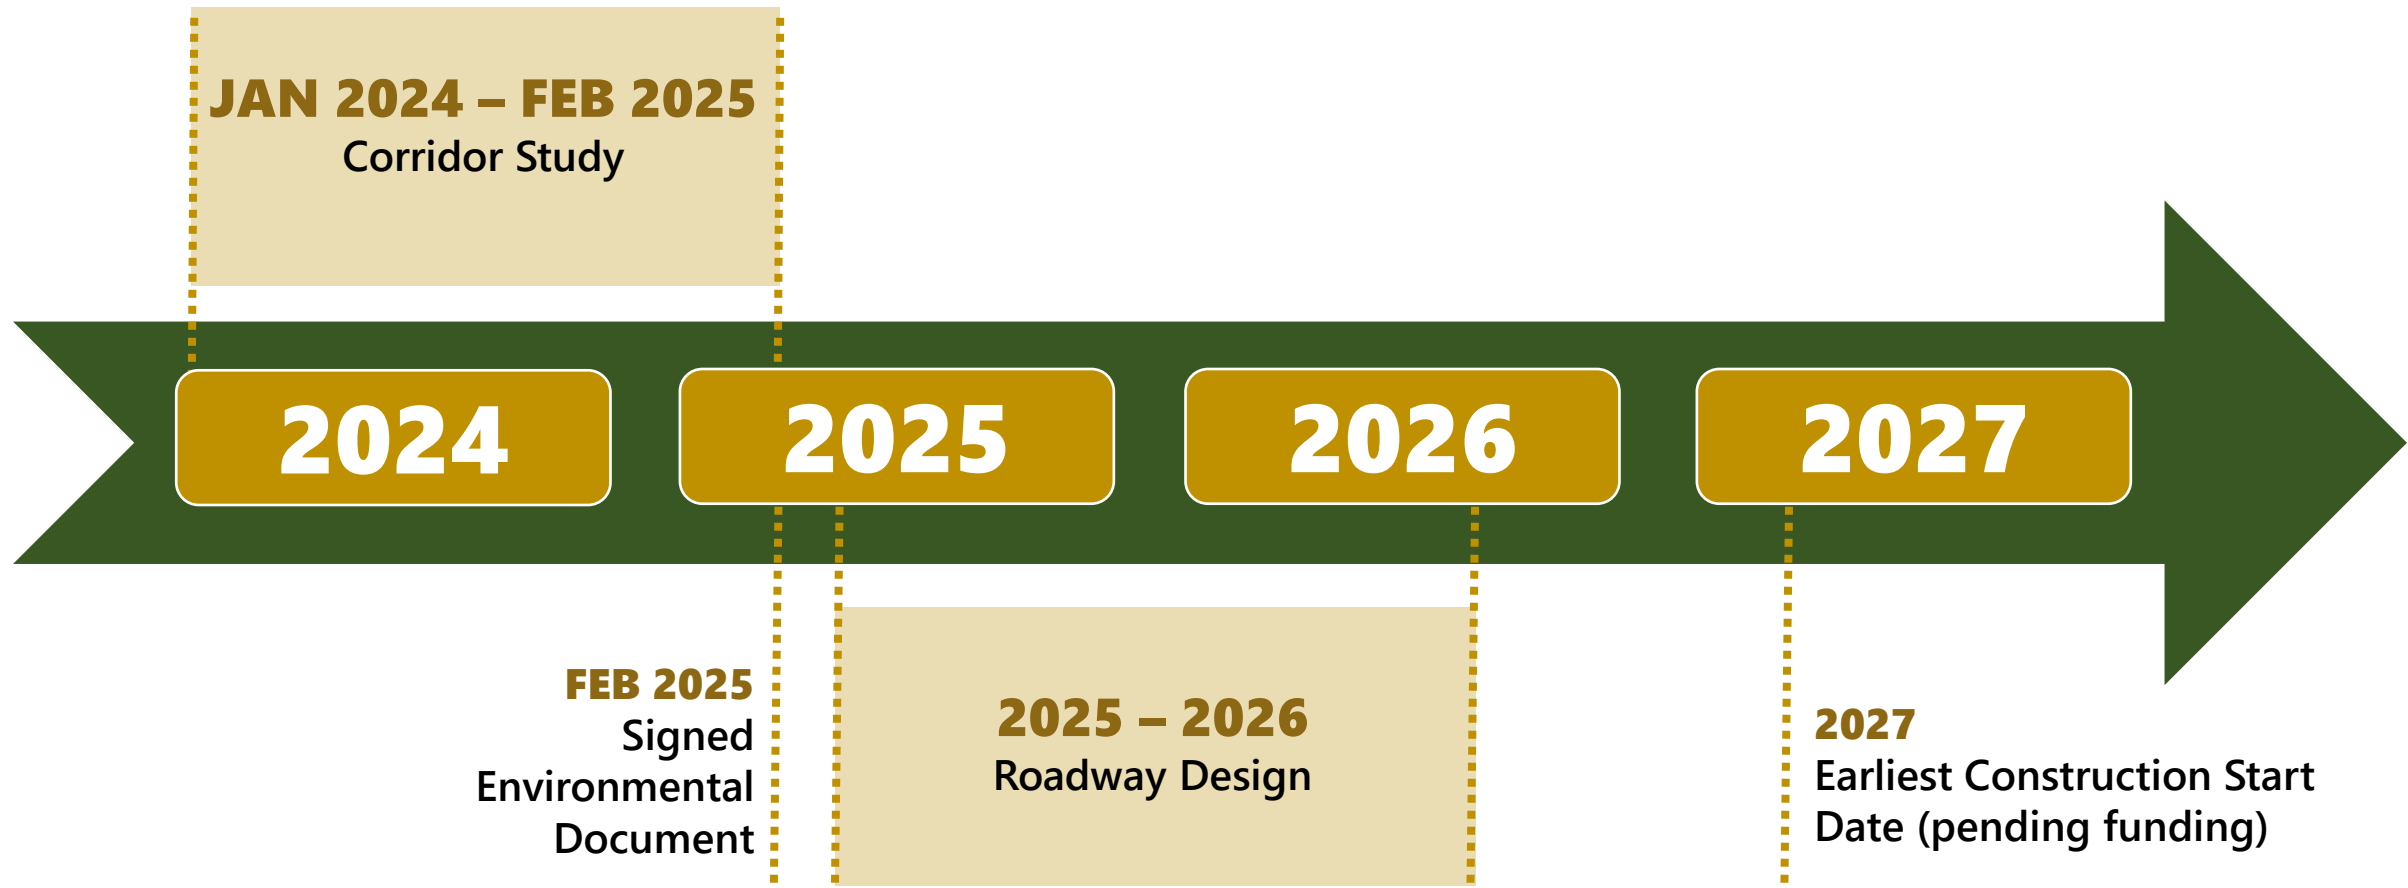 JAN 2024 – FEB 2025
Corridor Study
2024
2025
2026
2027
FEB 2025
Signed
Environmental
Document
2025 – 2026
Roadway Design
2027
Earliest Construction Start
Date (pending funding)